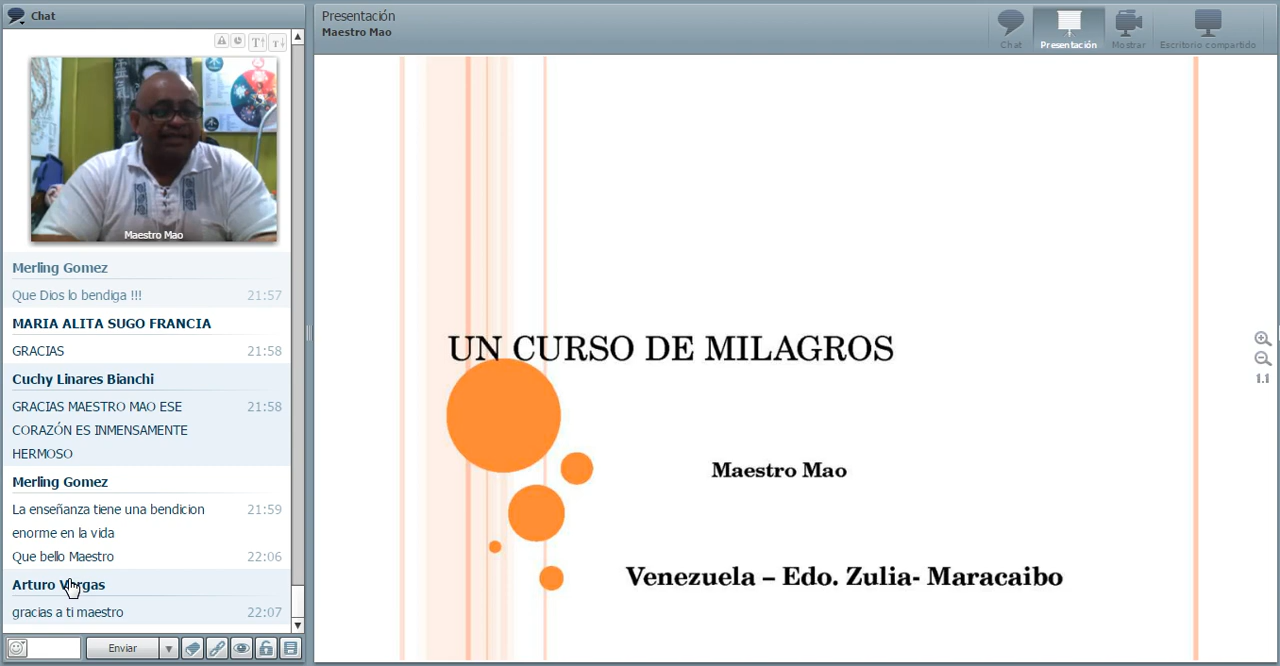 Chat
Maestro Mao
Merling Gomez
Que Dios lo bendiga !!! 21:57
MARIA ALITA SUGO FRANCIA
GRACIAS 21:58
Cuchy Linares Bianchi
GRACIAS MAESTRO MAO ESE 21:58
CORAZÓN ES INMENSAMENTE
HERMOSO
Merling Gomez
La enseñanza tiene una bendicion 21:59
enorme en la vida
Que bello Maestro 22:06
Arturo Vargas
gracias a ti maestro 22:07
Enviar
Presentación
Maestro Mao
Chat
Presentación
Mostrar
Escritorio compartido
UN CURSO DE MILAGROS
Maestro Mao
Venezuela – Edo. Zulia- Maracaibo
1.1